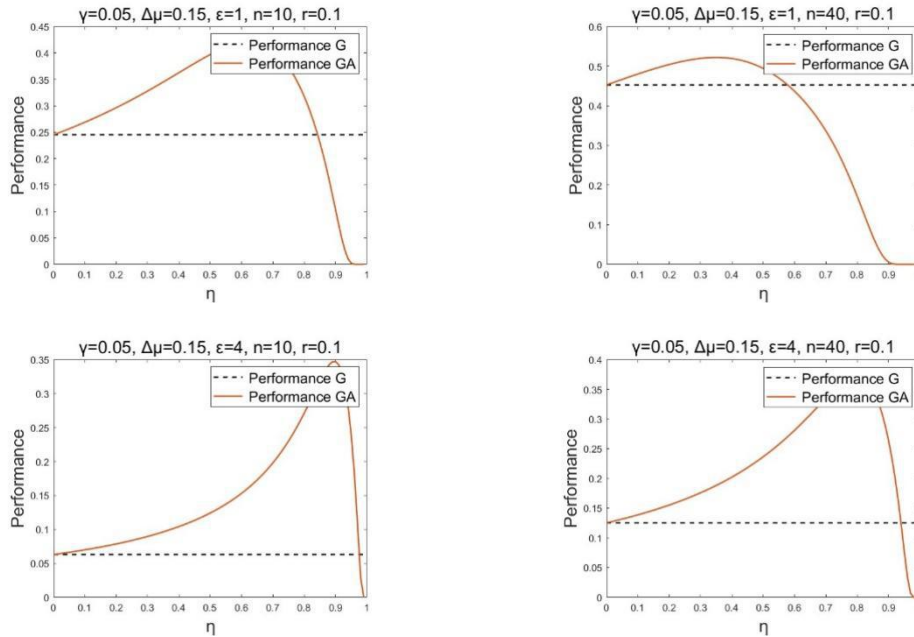 γ=0.05, Δμ=0.15, ε=1, n=10, r=0.1
0.45
0.4
0.35
0.3
0.25
0.2
0.15
0.1
0.05
0
Performance
Performance G
Performance GA
0 0.1 0.2 0.3 0.4 0.5 0.6 0.7 0.8 0.9 1
η
γ=0.05, Δμ=0.15, ε=1, n=40, r=0.1
0.6
0.5
0.4
0.3
0.2
0.1
0
Performance
Performance G
Performance GA
0 0.1 0.2 0.3 0.4 0.5 0.6 0.7 0.8 0.9
η
γ=0.05, Δμ=0.15, ε=4, n=10, r=0.1
0.35
0.3
0.25
0.2
0.15
0.1
0.05
0
Performance
Performance G
Performance GA
0 0.1 0.2 0.3 0.4 0.5 0.6 0.7 0.8 0.9 1
η
γ=0.05, Δμ=0.15, ε=4, n=40, r=0.1
0.4
0.35
0.3
0.25
0.2
0.15
0.1
0.05
0
Performance
Performance G
Performance GA
0 0.1 0.2 0.3 0.4 0.5 0.6 0.7 0.8 0.9
η